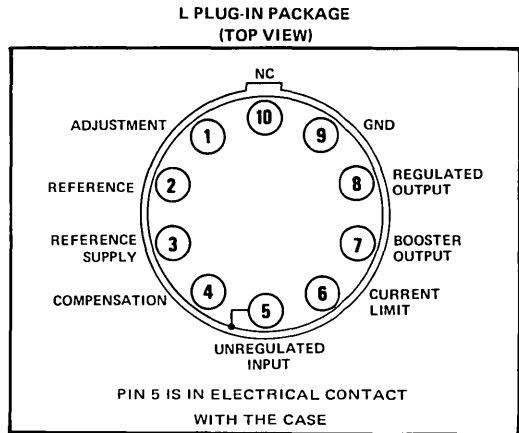 L PLUG-IN PACKAGE
(TOP VIEW)
NC
ADJUSTMENT
1
10
9
GND
REFERENCE
2
8
REGULATED
OUTPUT
REFERENCE
SUPPLY
3
7
BOOSTER
OUTPUT
COMPENSATION
4
5
6
CURRENT
LIMIT
UNREGULATED
INPUT
PIN 5 IS IN ELECTRICAL CONTACT
WITH THE CASE